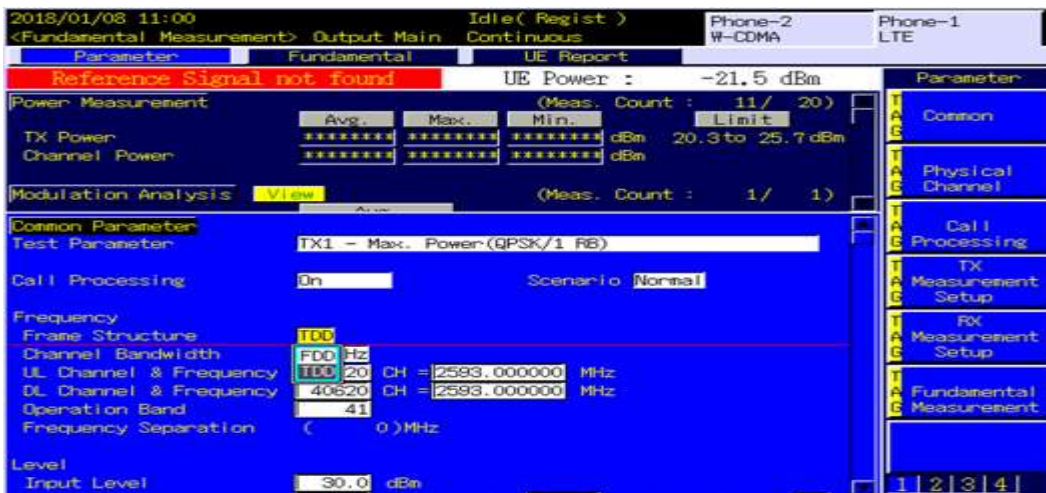 2018/01/08 11:00 Idle( Regist ) Phone-2 Phone-1
<Fundamental Measurement> Output Main Continuous W-CDMA LTE
Parameter Fundamental UE Report
Reference Signal not found UE Power : -21.5 dBm Parameter
Power Measurement (Meas. Count : 11/ 20)
Avg. Max. Min. Limit
TX Power ******** ******** ******** dBm 20.3 to 25.7 dBm
Channel Power ******** ******** ******** dBm
Modulation Analysis View (Meas. Count : 1/ 1)
Common Parameter
Test Parameter TX1 - Max. Power(QPSK/1 RB)
Call Processing On Scenario Normal
Frequency
Frame Structure TDD
Channel Bandwidth FDD Hz
UL Channel & Frequency TDD 20 CH = 2593.000000 MHz
DL Channel & Frequency 40620 CH = 2593.000000 MHz
Operation Band 41
Frequency Separation ( 0)MHz
Level
Input Level 30.0 dBm
TAG Common
TAG Physical
Channel
TAG Call
Processing
TAG TX
Measurement
Setup
TAG RX
Measurement
Setup
TAG Fundamental
Measurement
1 2 3 4